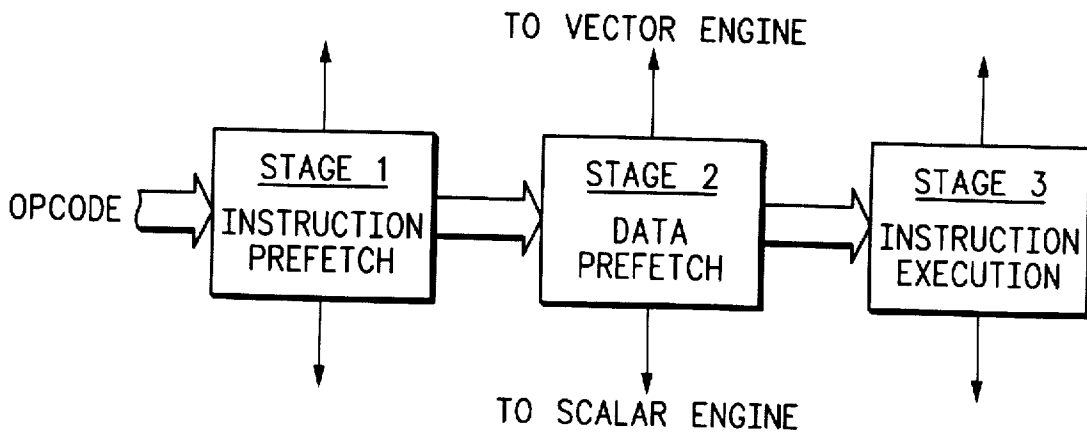 TO VECTOR ENGINE
OPCODE
STAGE 1
INSTRUCTION
PREFETCH
STAGE 2
DATA
PREFETCH
STAGE 3
INSTRUCTION
EXECUTION
TO SCALAR ENGINE